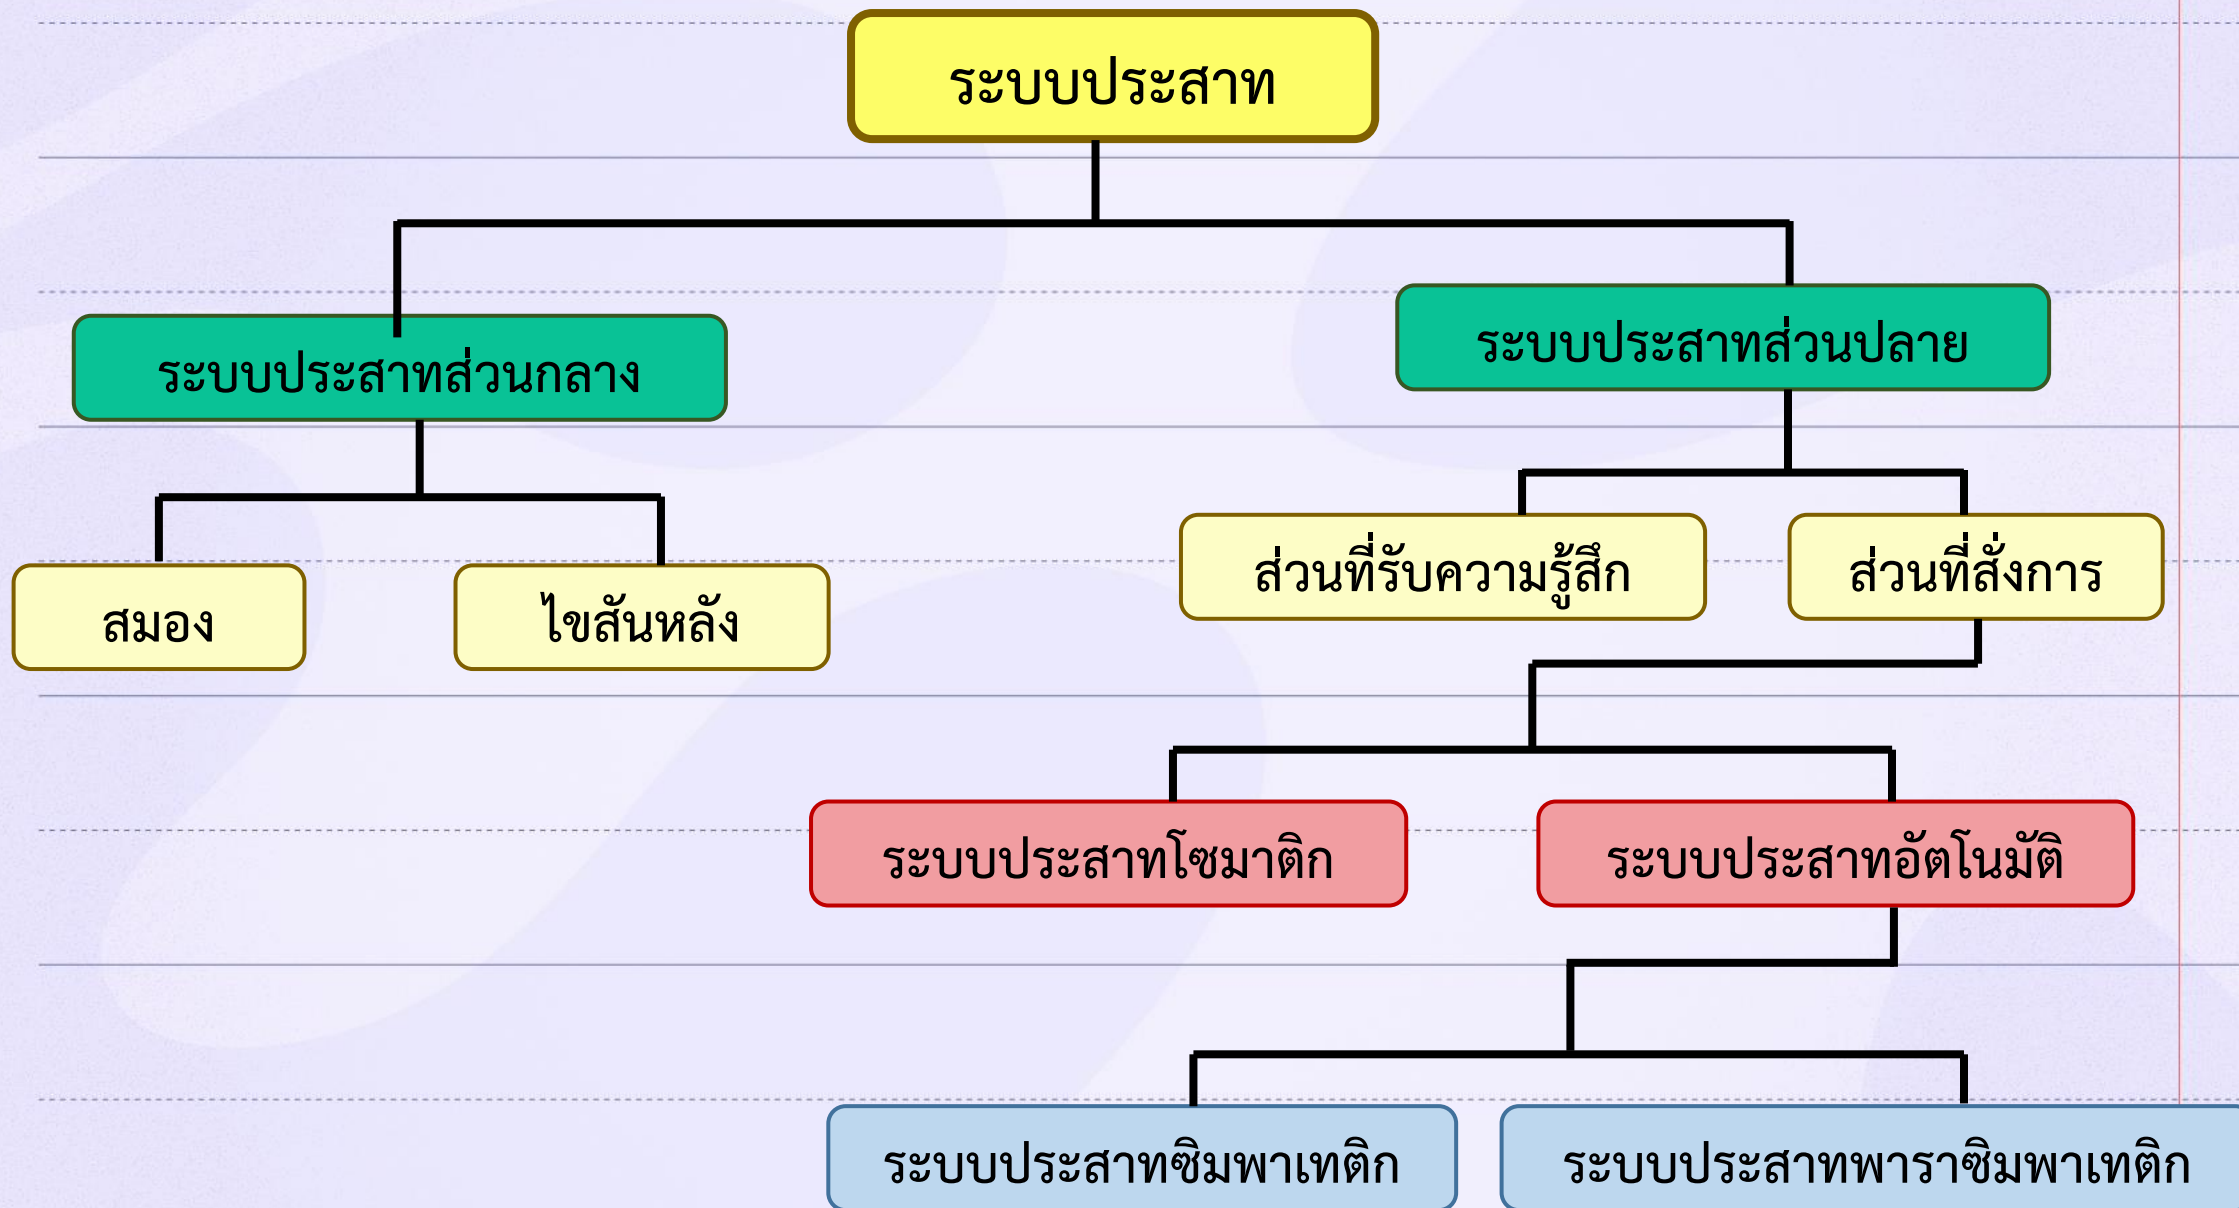 ระบบประสาท
ระบบประสาทส่วนกลาง
ระบบประสาทส่วนปลาย
สมอง
ไขสันหลัง
ส่วนที่รับความรู้สึก
ส่วนที่สั่งการ
ระบบประสาทโซมาติก
ระบบประสาทอัตโนมัติ
ระบบประสาทซิมพาเทติก
ระบบประสาทพาราซิมพาเทติก